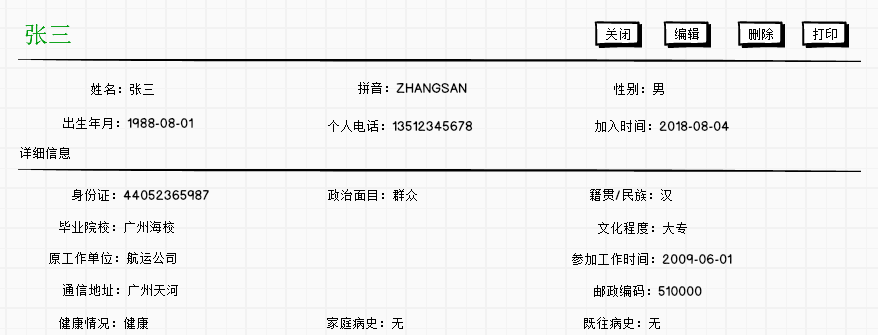 张三 关闭 编辑 删除 打印
姓名：张三 拼音：ZHANGSAN 性别：男
出生年月：1988-08-01 个人电话：13512345678 加入时间：2018-08-04
详细信息
身份证：44052365987 政治面目：群众 籍贯/民族：汉
毕业院校：广州海校 文化程度：大专
原工作单位：航运公司 参加工作时间：2009-06-01
通信地址：广州天河 邮政编码：510000
健康情况：健康 家庭病史：无 既往病史：无